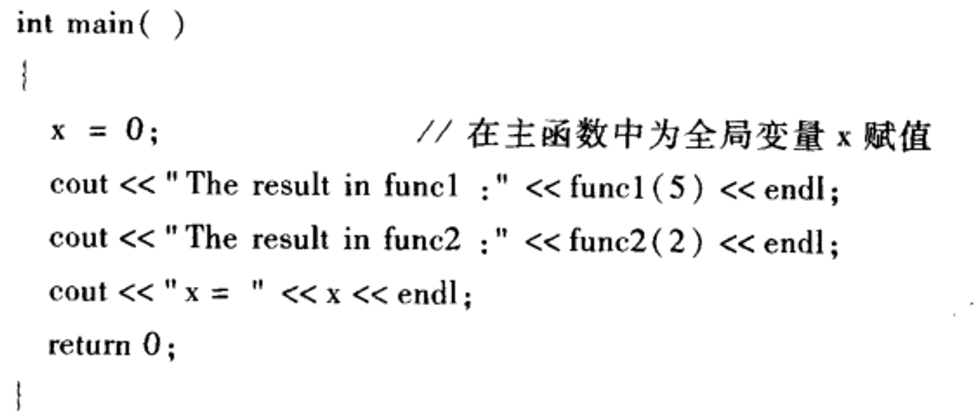 int main( )
{
x = 0; // 在主函数中为全局变量 x 赋值
cout << "The result in func1 :" << func1(5) << endl;
cout << "The result in func2 :" << func2(2) << endl;
cout << "x = " << x << endl;
return 0;
}